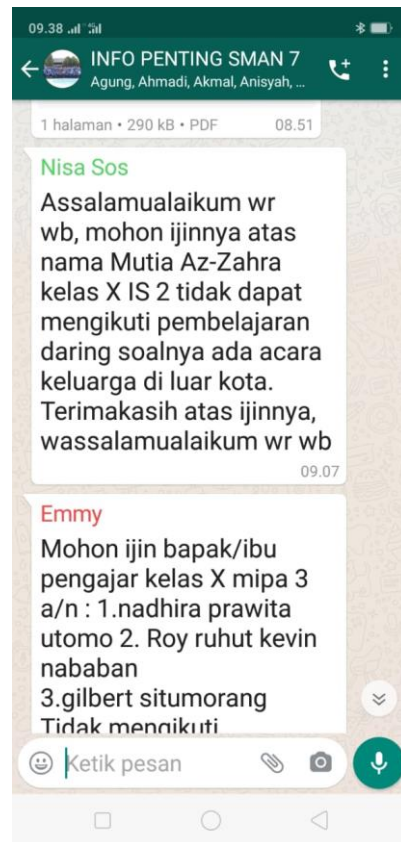 09.38
INFO PENTING SMAN 7
Agung, Ahmadi, Akmal, Anisyah, ...
1 halaman • 290 kB • PDF 08.51
Nisa Sos
Assalamualaikum wr
wb, mohon ijinnya atas
nama Mutia Az-Zahra
kelas X IS 2 tidak dapat
mengikuti pembelajaran
daring soalnya ada acara
keluarga di luar kota.
Terimakasih atas ijinnya,
wassalamualaikum wr wb
09.07
Emmy
Mohon ijin bapak/ibu
pengajar kelas X mipa 3
a/n : 1.nadhira prawita
utomo 2. Roy ruhut kevin
nababan
3.gilbert situmorang
Tidak mengikuti
Ketik pesan